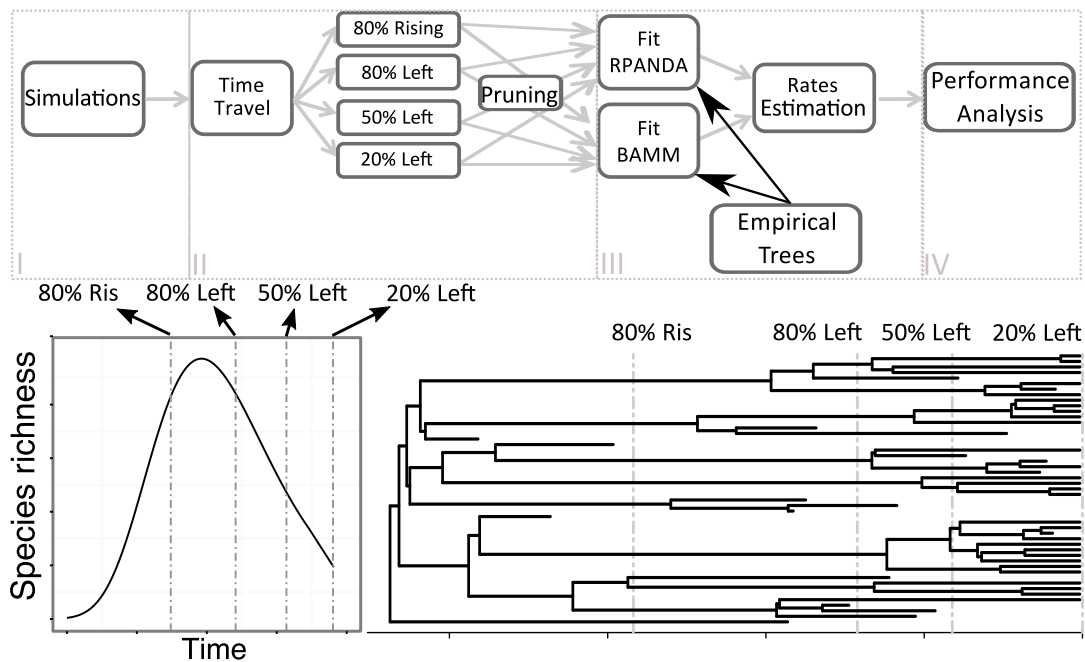 Simulations
Time
Travel
80% Rising
80% Left
50% Left
20% Left
Pruning
Fit
RPANDA
Fit
BAMM
Rates
Estimation
Performance
Analysis
Empirical
Trees
I
II
III
IV
80% Ris
80% Left
50% Left
20% Left
Species richness
Time
80% Ris
80% Left
50% Left
20% Left